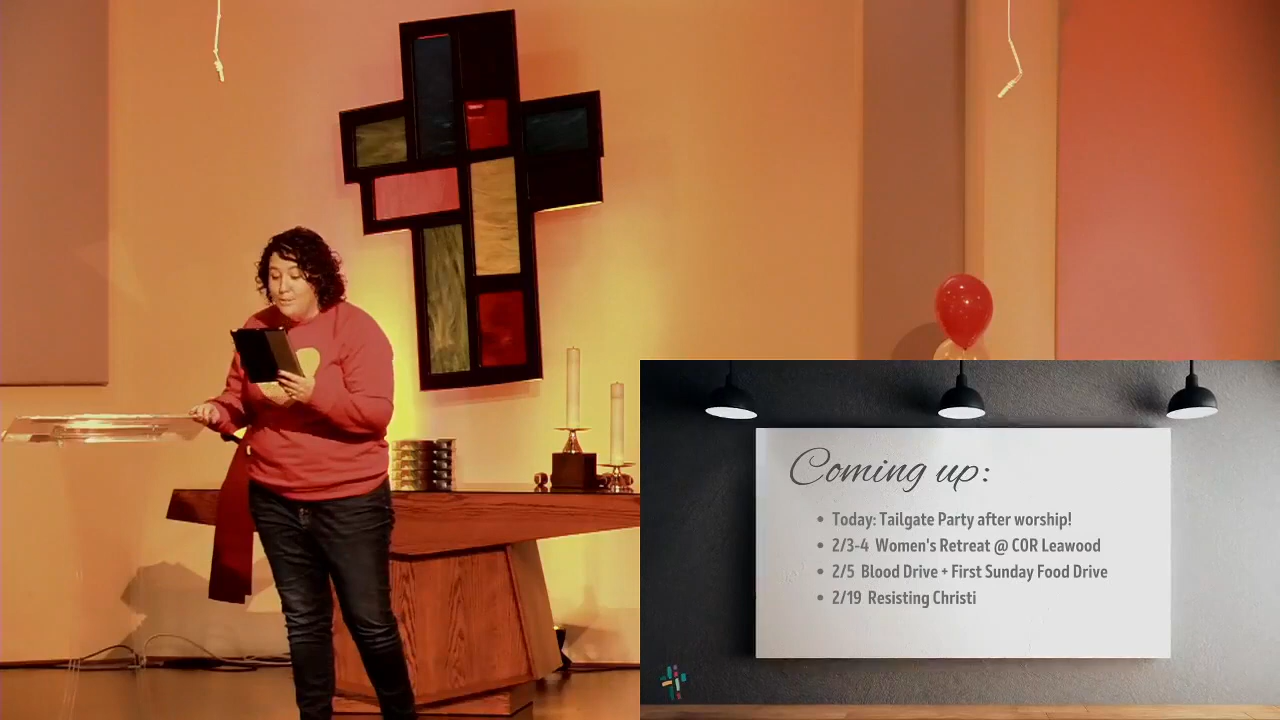 Coming up:
• Today: Tailgate Party after worship!
• 2/3-4 Women's Retreat @ COR Leawood
• 2/5 Blood Drive + First Sunday Food Drive
• 2/19 Resisting Christi